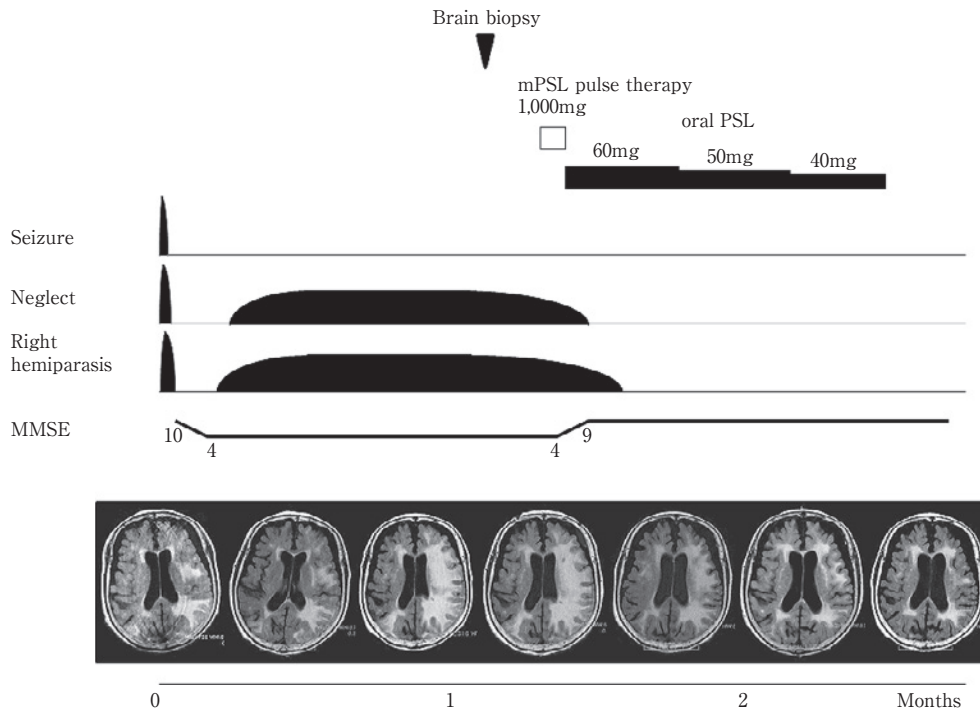 Brain biopsy
mPSL pulse therapy
1,000mg
oral PSL
60mg
50mg
40mg
Seizure
Neglect
Right
hemiparasis
MMSE
10
4
4
9
0
1
2
Months